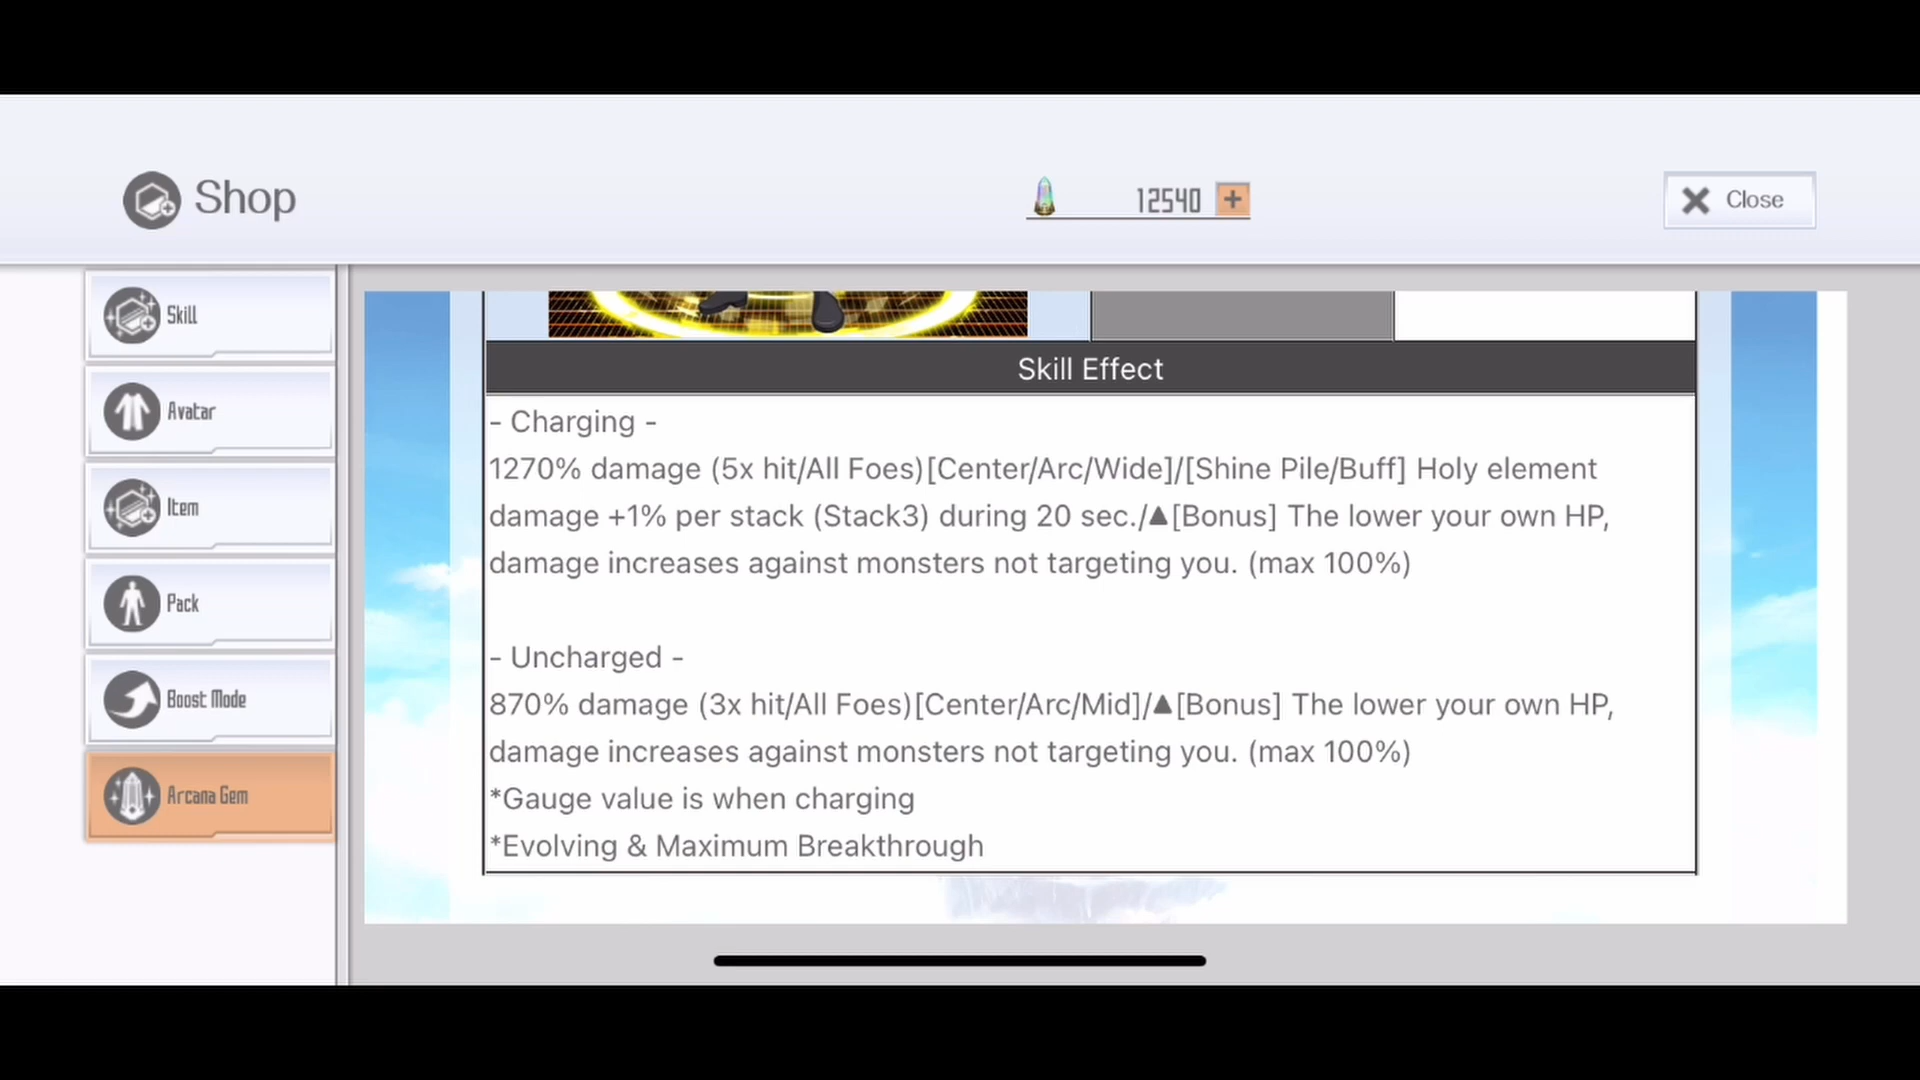 Shop
12540
Close
Skill
Avatar
Item
Pack
Boost Mode
Arcana Gem
Skill Effect
- Charging -
1270% damage (5x hit/All Foes)[Center/Arc/Wide]/[Shine Pile/Buff] Holy element
damage +1% per stack (Stack3) during 20 sec./▲[Bonus] The lower your own HP,
damage increases against monsters not targeting you. (max 100%)
- Uncharged -
870% damage (3x hit/All Foes)[Center/Arc/Mid]/▲[Bonus] The lower your own HP,
damage increases against monsters not targeting you. (max 100%)
*Gauge value is when charging
*Evolving & Maximum Breakthrough